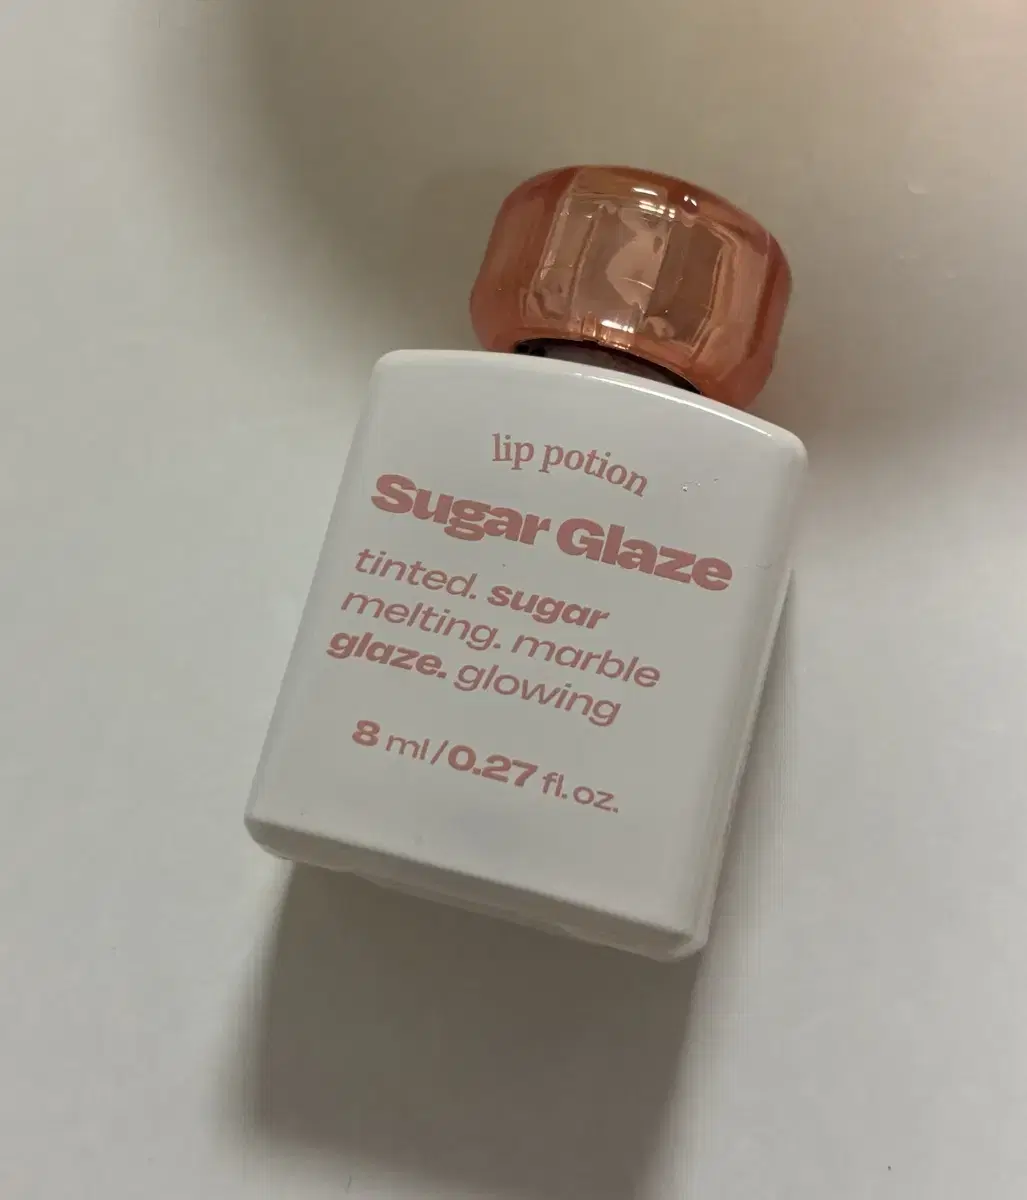 lip potion
Sugar Glaze
tinted. sugar
melting. marble
glaze. glowing
8 ml/0.27 fl.oz.